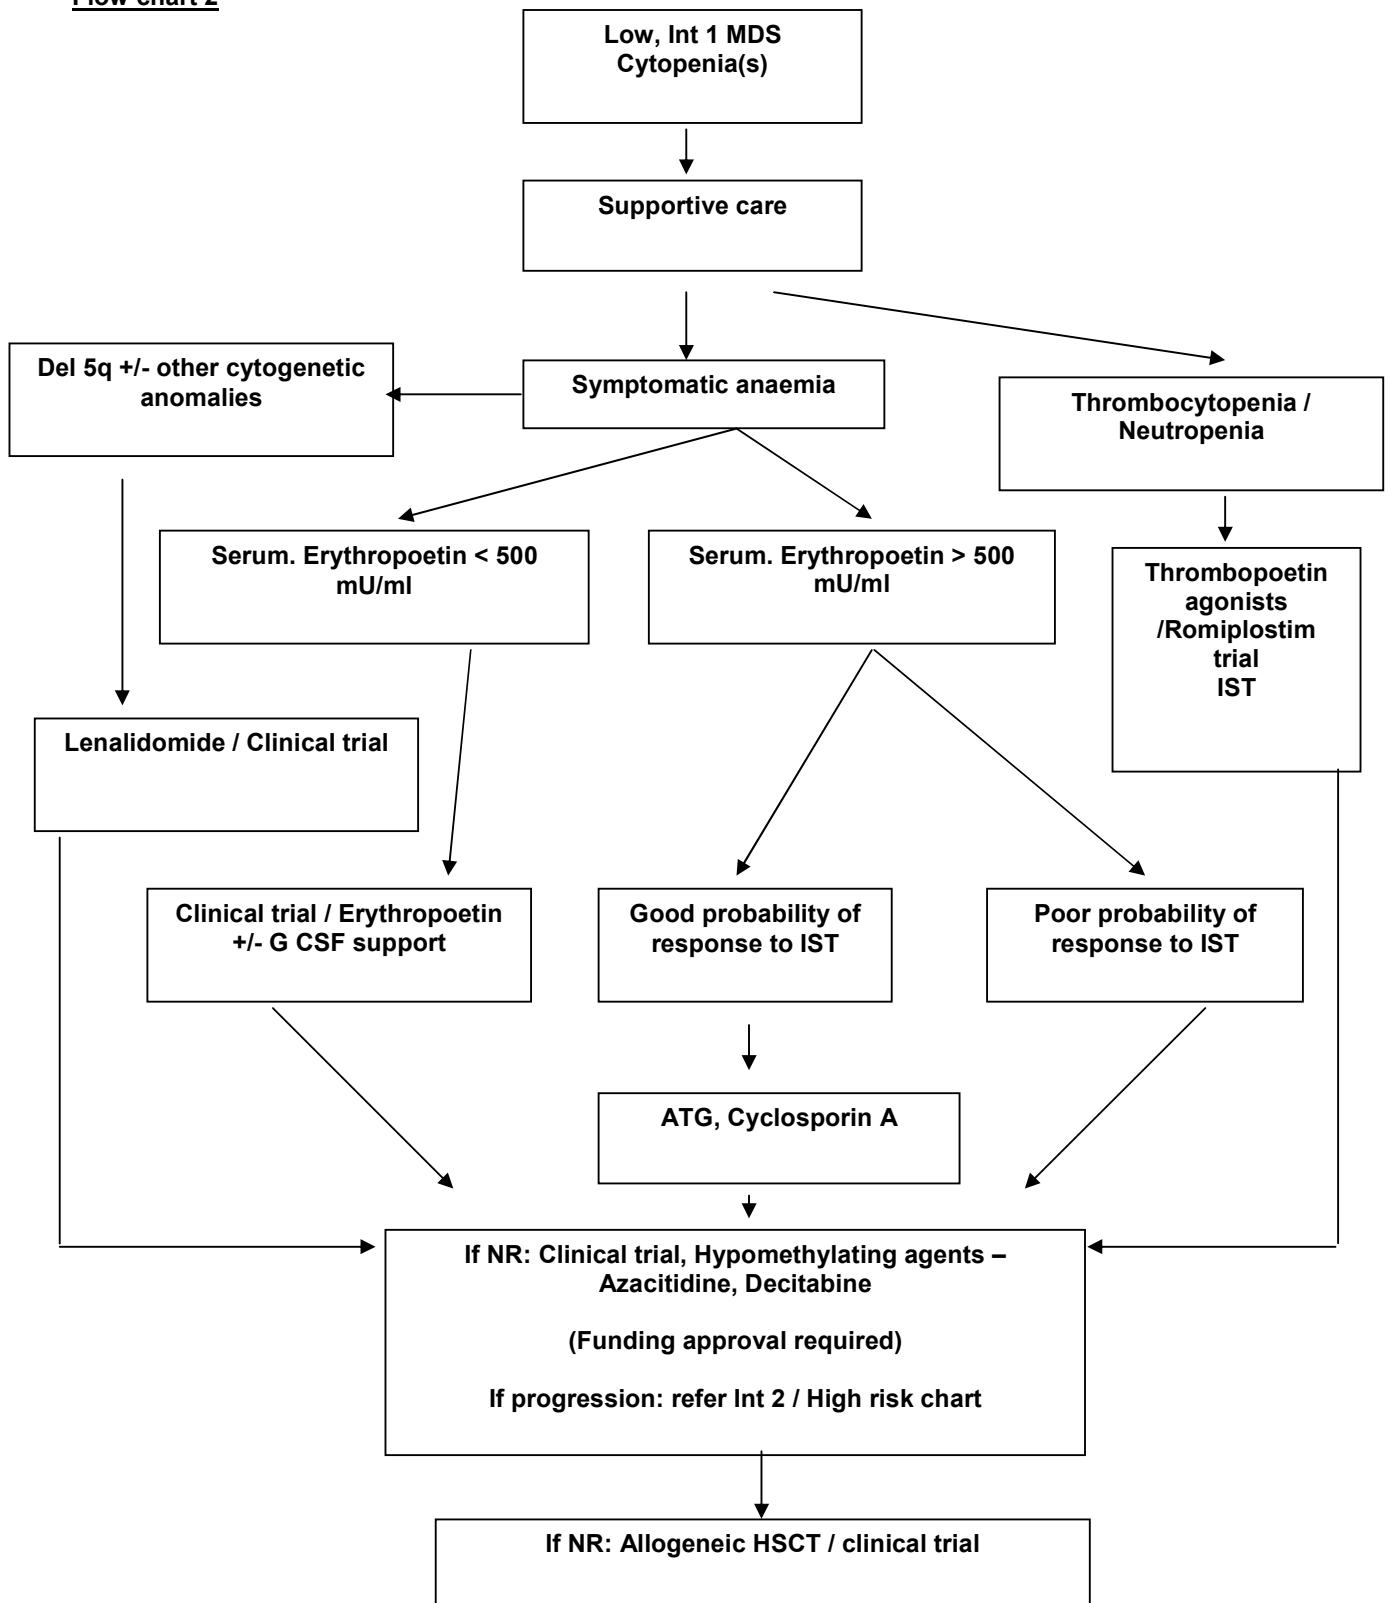 Flow chart 2
Low, Int 1 MDS
Cytopenia(s)
Supportive care
Del 5q +/- other cytogenetic
anomalies
Symptomatic anaemia
Thrombocytopenia /
Neutropenia
Serum. Erythropoetin < 500
mU/ml
Serum. Erythropoetin > 500
mU/ml
Thrombopoetin
agonists
/Romiplostim
trial
IST
Lenalidomide / Clinical trial
Clinical trial / Erythropoetin
+/- G CSF support
Good probability of
response to IST
Poor probability of
response to IST
ATG, Cyclosporin A
If NR: Clinical trial, Hypomethylating agents –
Azacitidine, Decitabine
(Funding approval required)
If progression: refer Int 2 / High risk chart
If NR: Allogeneic HSCT / clinical trial